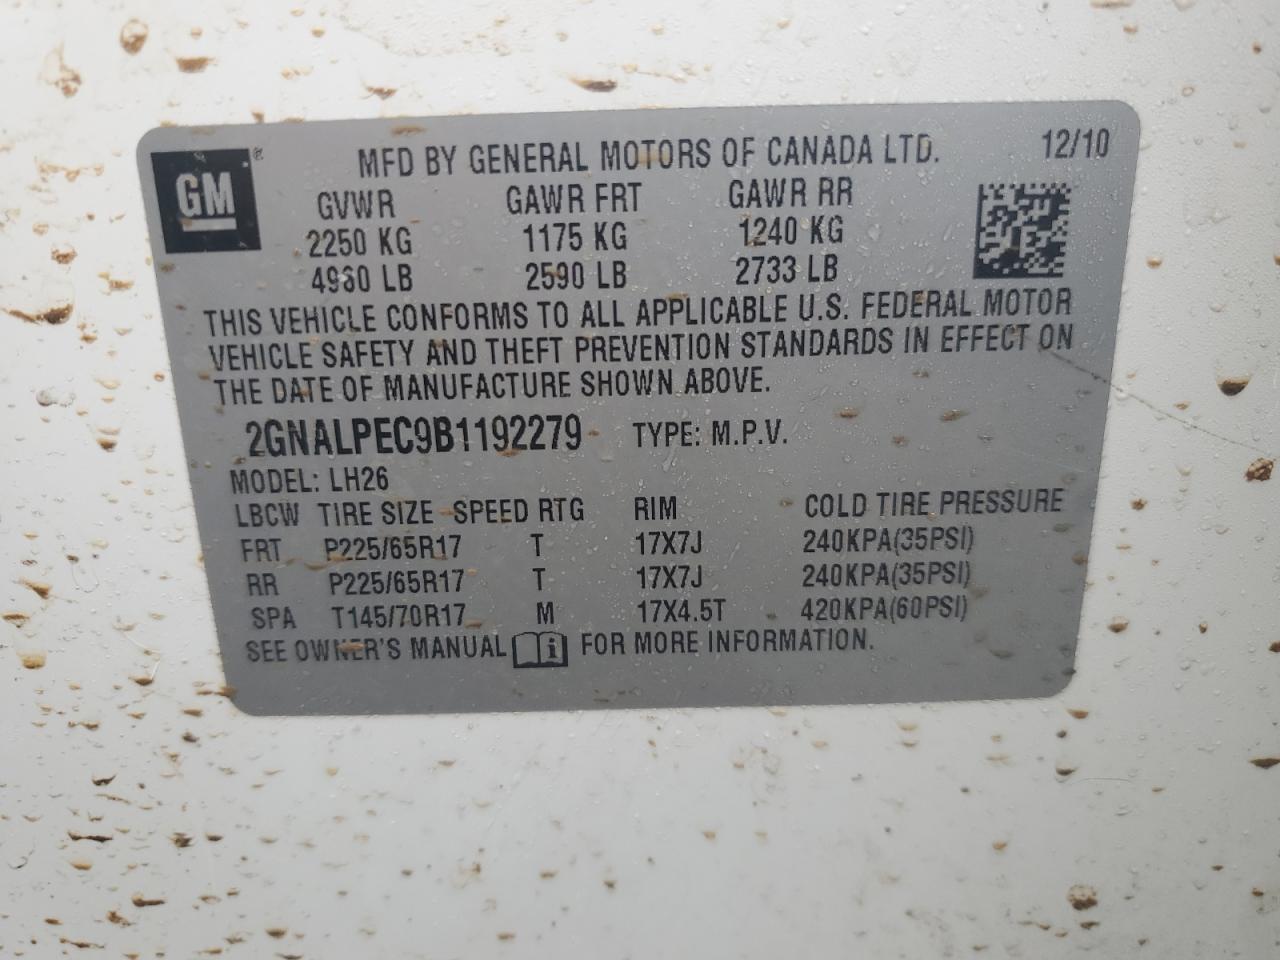 GM ®
MFD BY GENERAL MOTORS OF CANADA LTD. 12/10
GVWR GAWR FRT GAWR RR
2250 KG 1175 KG 1240 KG
4960 LB 2590 LB 2733 LB
THIS VEHICLE CONFORMS TO ALL APPLICABLE U.S. FEDERAL MOTOR
VEHICLE SAFETY AND THEFT PREVENTION STANDARDS IN EFFECT ON
THE DATE OF MANUFACTURE SHOWN ABOVE.
2GNALPEC9B1192279 TYPE: M.P.V.
MODEL: LH26
LBCW TIRE SIZE SPEED RTG RIM COLD TIRE PRESSURE
FRT P225/65R17 T 17X7J 240KPA(35PSI)
RR P225/65R17 T 17X7J 240KPA(35PSI)
SPA T145/70R17 M 17X4.5T 420KPA(60PSI)
SEE OWNER'S MANUAL i FOR MORE INFORMATION.